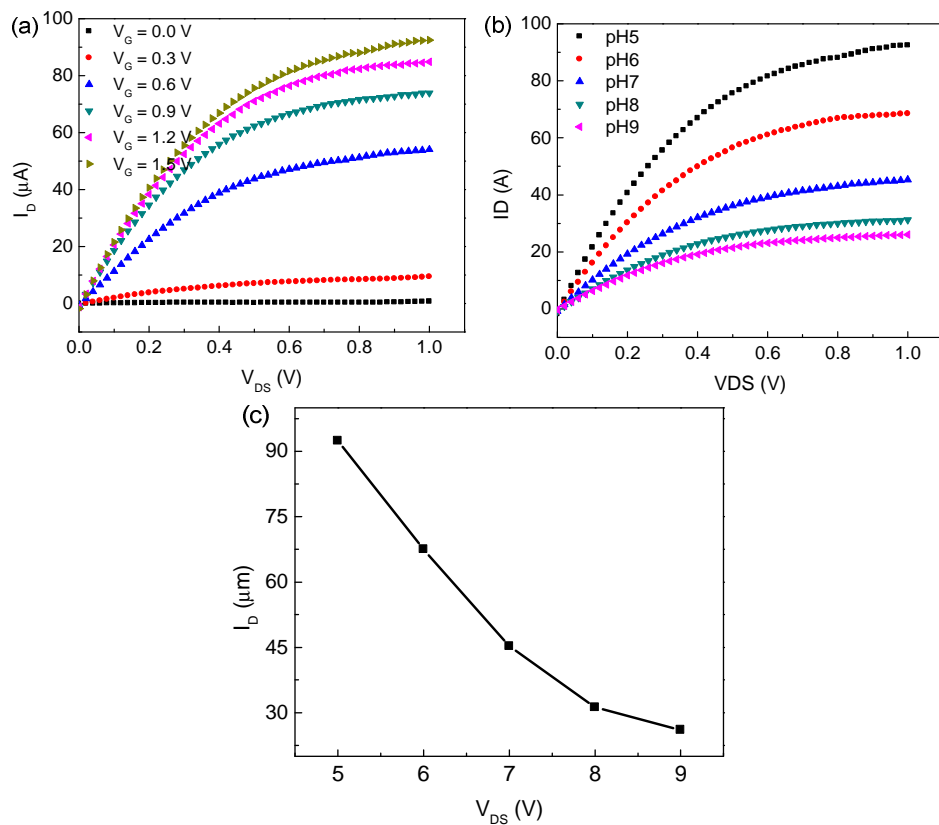 (a)
V_G = 0.0 V
V_G = 0.3 V
V_G = 0.6 V
V_G = 0.9 V
V_G = 1.2 V
V_G = 1.5 V
100
80
60
40
20
0
I_D (μA)
0.0 0.2 0.4 0.6 0.8 1.0
V_DS (V)
(b)
pH5
pH6
pH7
pH8
pH9
100
80
60
40
20
0
ID (A)
0.0 0.2 0.4 0.6 0.8 1.0
VDS (V)
(c)
90
75
60
45
30
I_D (μm)
5 6 7 8 9
V_DS (V)